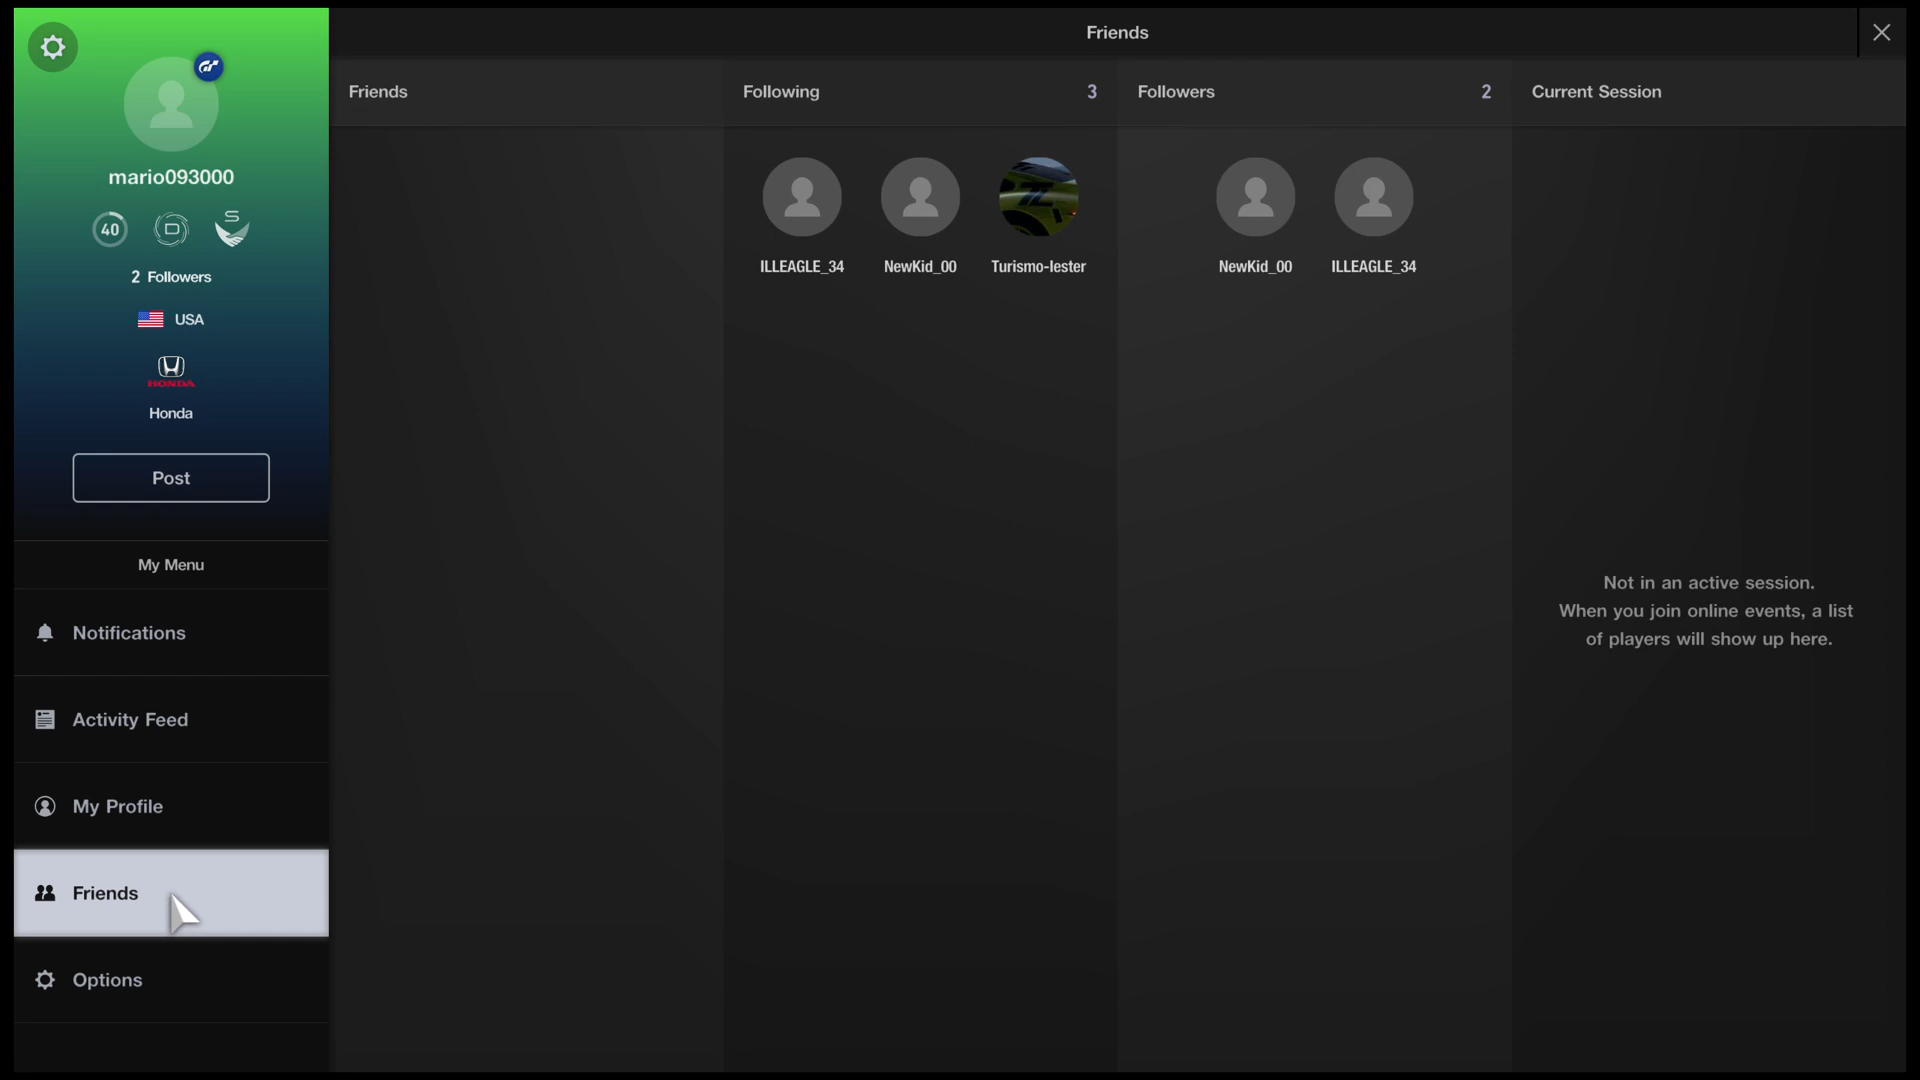 mario093000
40 D S
2 Followers
USA
HONDA
Honda
Post
My Menu
Notifications
Activity Feed
My Profile
Friends
Options
Friends
Friends
Following 3
ILLEAGLE_34 NewKid_00 Turismo-lester
Followers 2
NewKid_00 ILLEAGLE_34
Current Session
Not in an active session.
When you join online events, a list
of players will show up here.